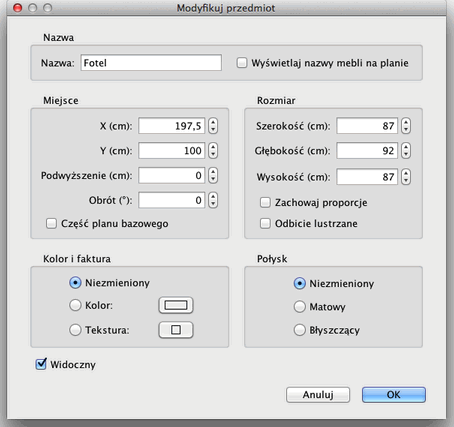 Modyfikuj przedmiot
Nazwa
Nazwa: Fotel Wyświetlaj nazwy mebli na planie
Miejsce
X (cm): 197,5
Y (cm): 100
Podwyższenie (cm): 0
Obrót (°): 0
Część planu bazowego
Rozmiar
Szerokość (cm): 87
Głębokość (cm): 92
Wysokość (cm): 87
Zachowaj proporcje
Odbicie lustrzane
Kolor i faktura
Niezmieniony
Kolor:
Tekstura:
Połysk
Niezmieniony
Matowy
Błyszczący
Widoczny
Anuluj OK